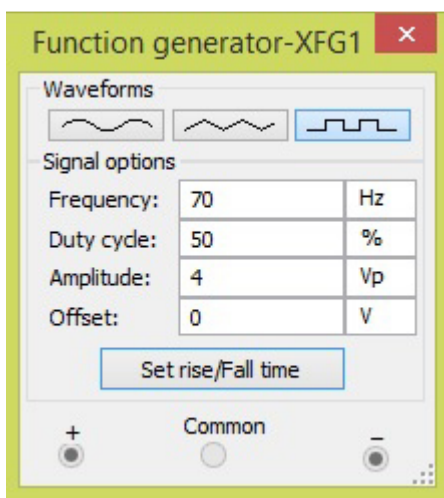 Function generator-XFG1
Waveforms
Signal options
Frequency: 70 Hz
Duty cycle: 50 %
Amplitude: 4 Vp
Offset: 0 V
Set rise/Fall time
+ Common −